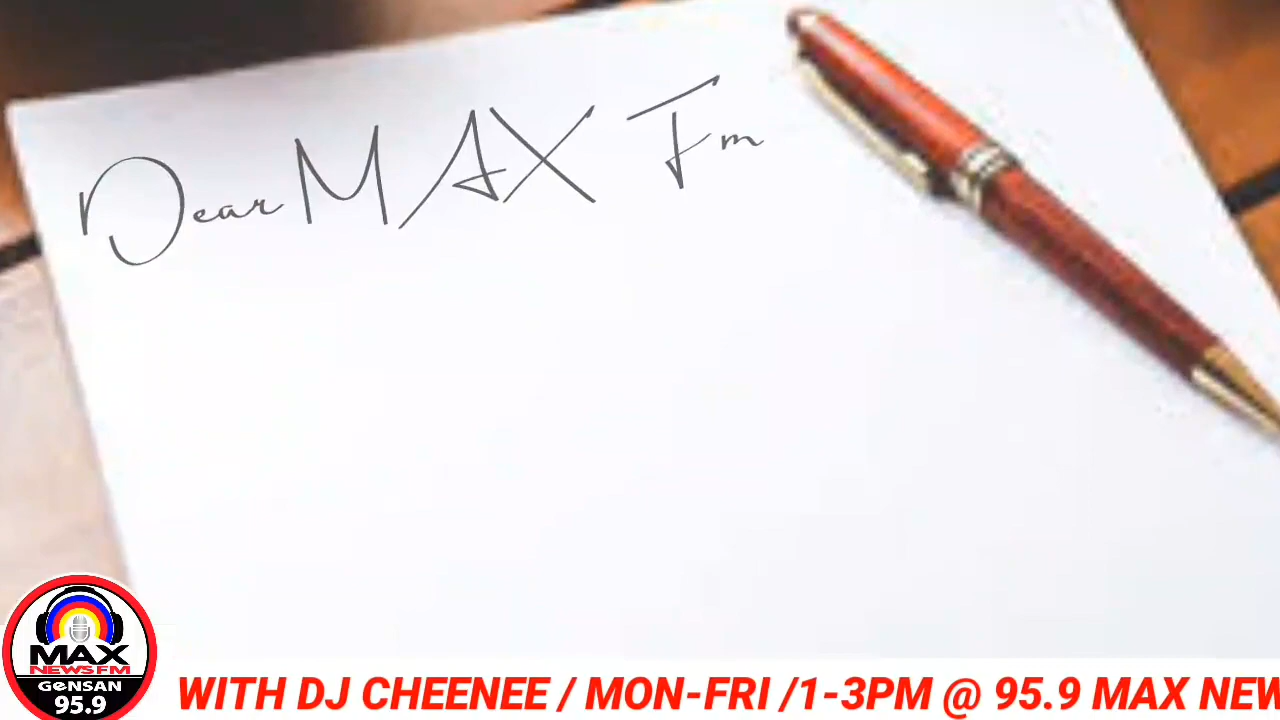 Dear MAX Fm
MAX
NEWS FM
GeNSAN
95.9
WITH DJ CHEENEE / MON-FRI /1-3PM @ 95.9 MAX NEW